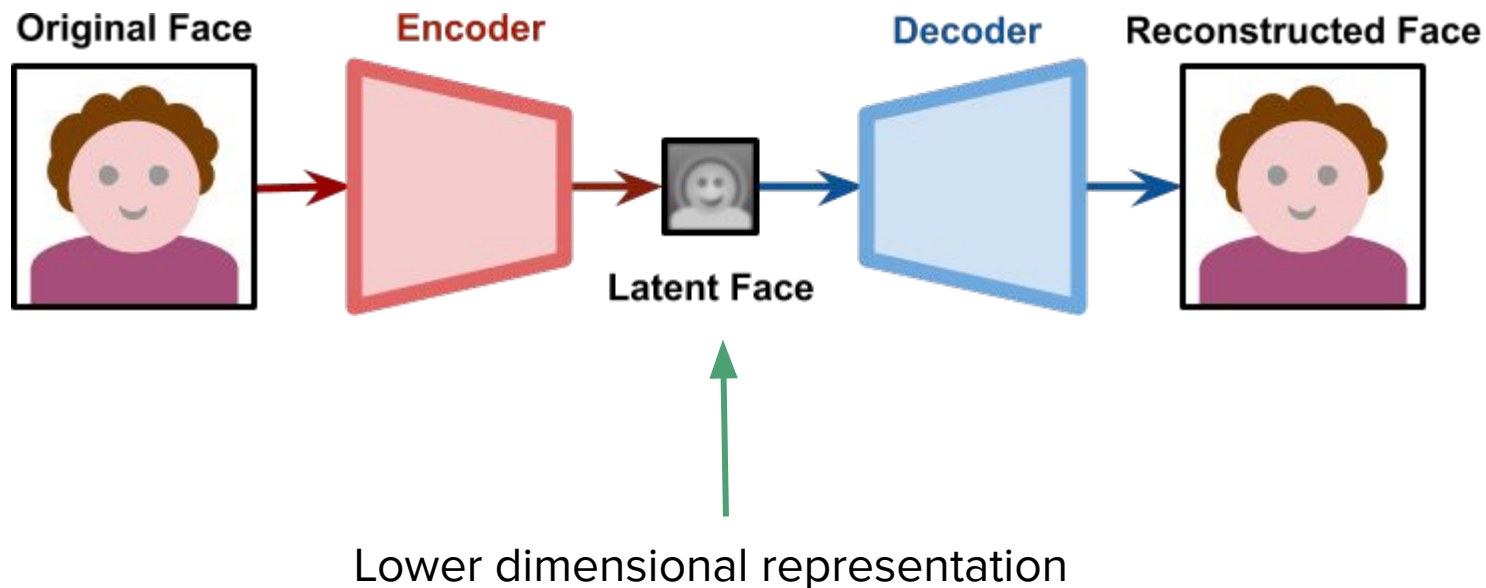 Original Face
Encoder
Decoder
Reconstructed Face
Latent Face
Lower dimensional representation